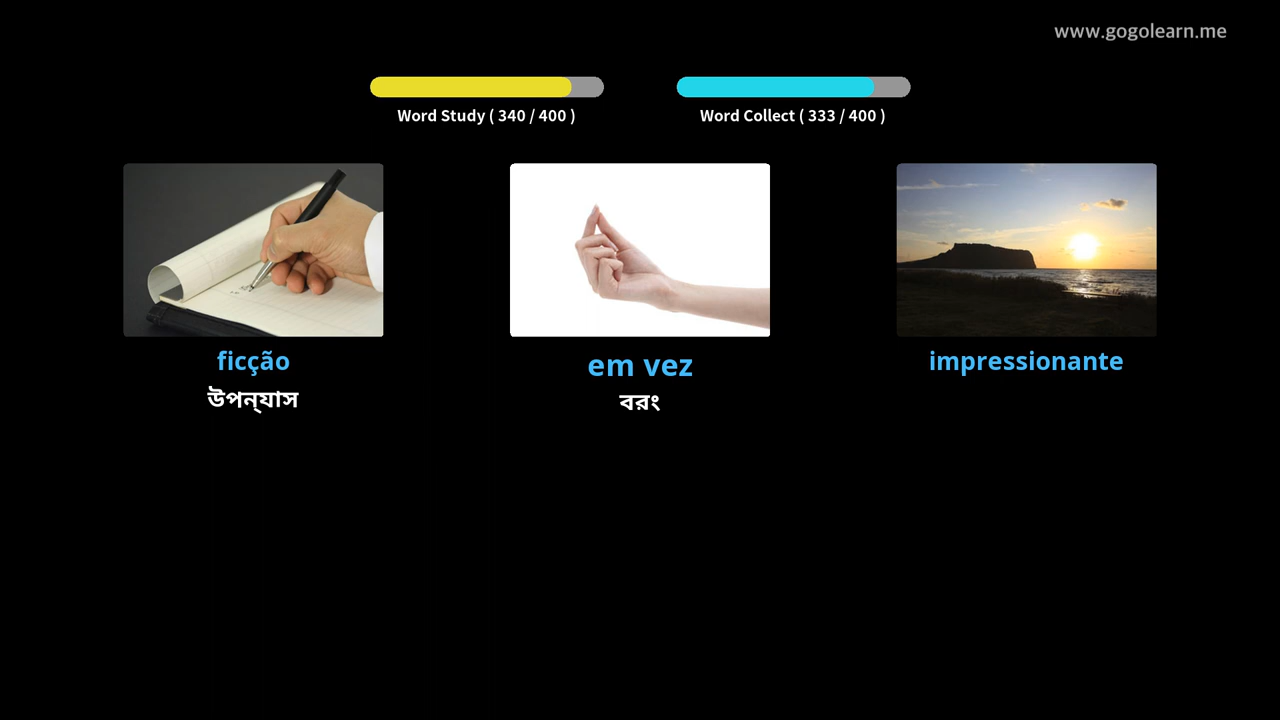 www.gogolearn.me
Word Study ( 340 / 400 )
Word Collect ( 333 / 400 )
ficção
উপন্যাস
em vez
বরং
impressionante